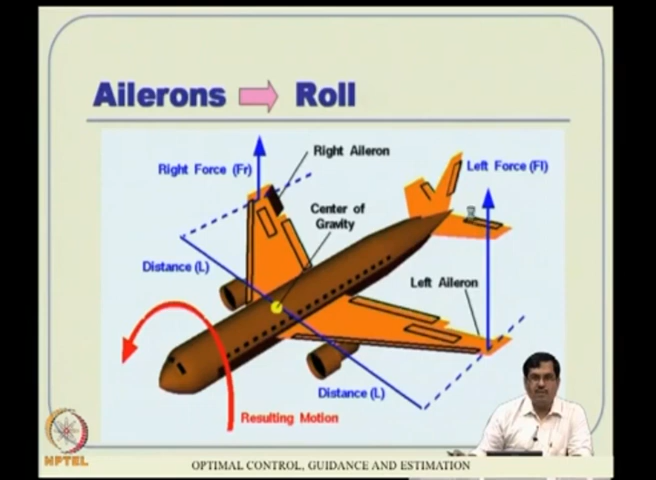 Ailerons Roll
Right Aileron
Right Force (Fr)
Left Force (Fl)
Center of
Gravity
Distance (L)
Left Aileron
Distance (L)
Resulting Motion
NPTEL
OPTIMAL CONTROL, GUIDANCE AND ESTIMATION